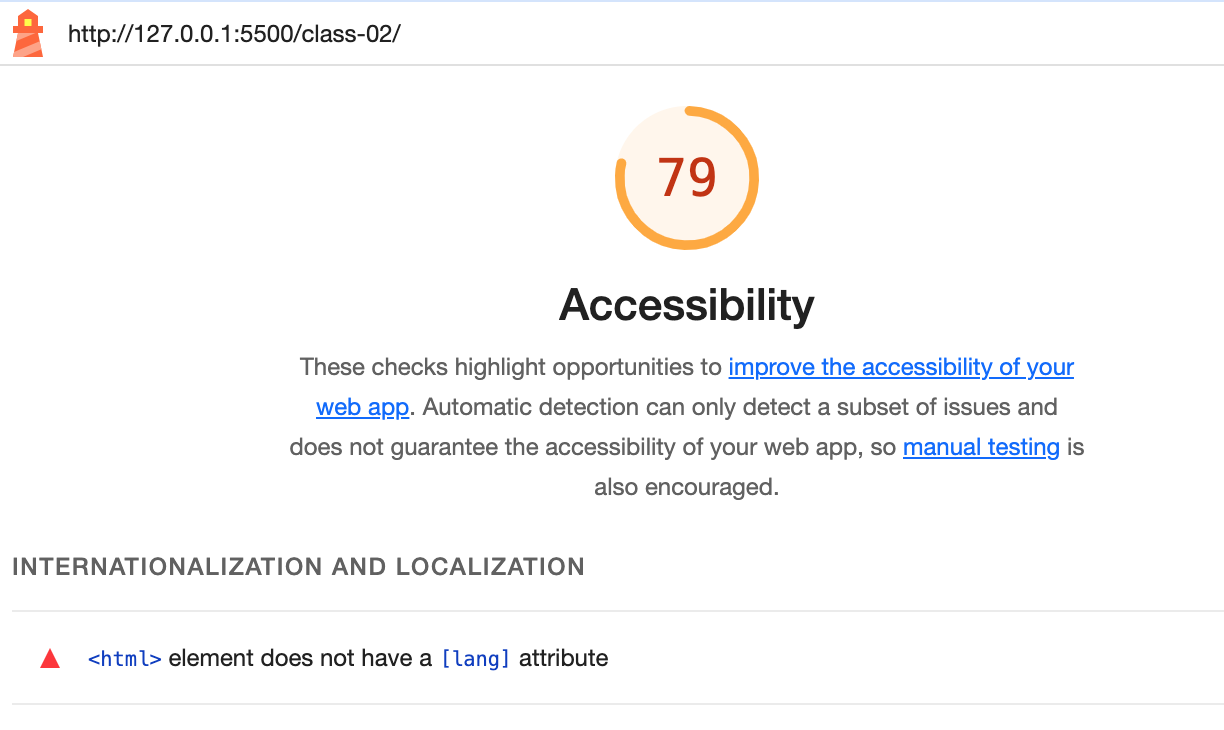 http://127.0.0.1:5500/class-02/
79
Accessibility
These checks highlight opportunities to improve the accessibility of your
web app. Automatic detection can only detect a subset of issues and
does not guarantee the accessibility of your web app, so manual testing is
also encouraged.
INTERNATIONALIZATION AND LOCALIZATION
<html> element does not have a [lang] attribute